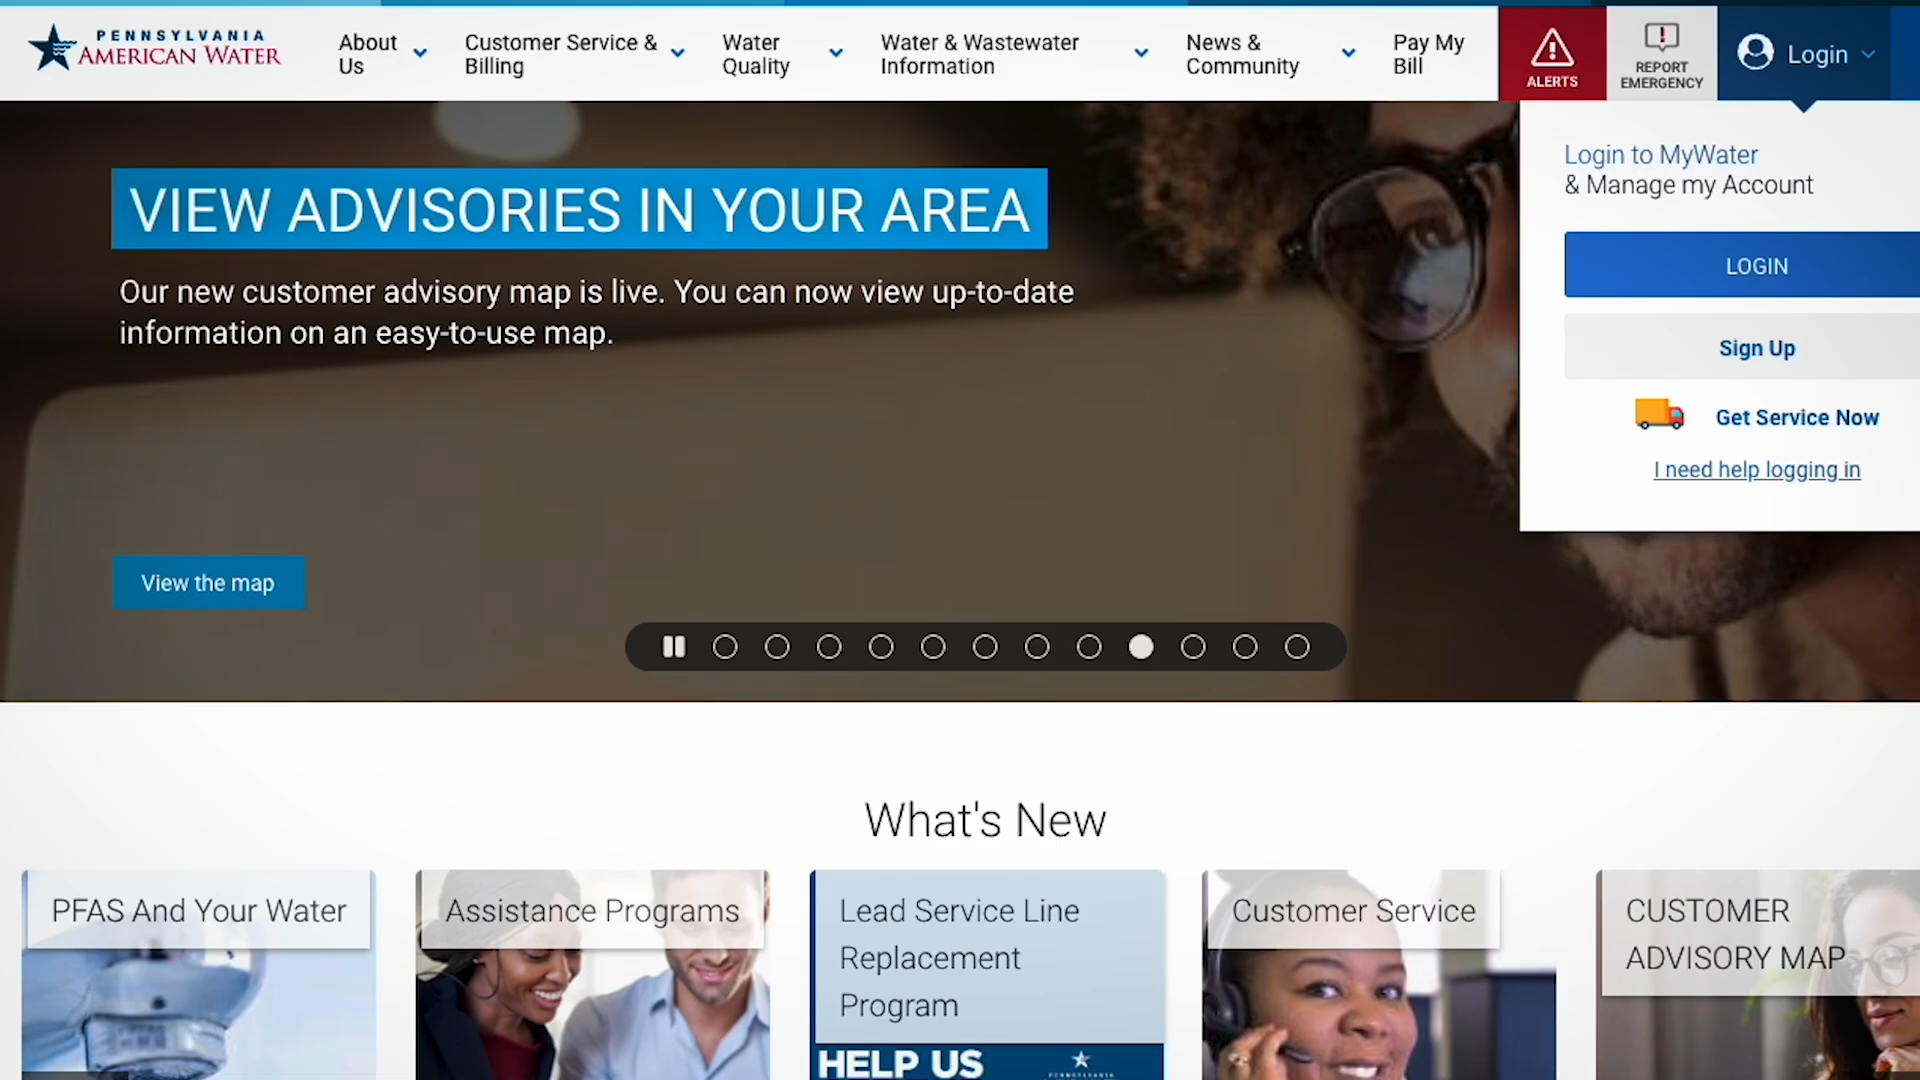 PENNSYLVANIA
AMERICAN WATER
About
Us
Customer Service &
Billing
Water
Quality
Water & Wastewater
Information
News &
Community
Pay My
Bill
ALERTS
REPORT
EMERGENCY
Login
Login to MyWater
& Manage my Account
LOGIN
Sign Up
Get Service Now
I need help logging in
VIEW ADVISORIES IN YOUR AREA
Our new customer advisory map is live. You can now view up-to-date
information on an easy-to-use map.
View the map
What's New
PFAS And Your Water
Assistance Programs
Lead Service Line
Replacement
Program
HELP US
PENNSYLVANIA
Customer Service
CUSTOMER
ADVISORY MAP